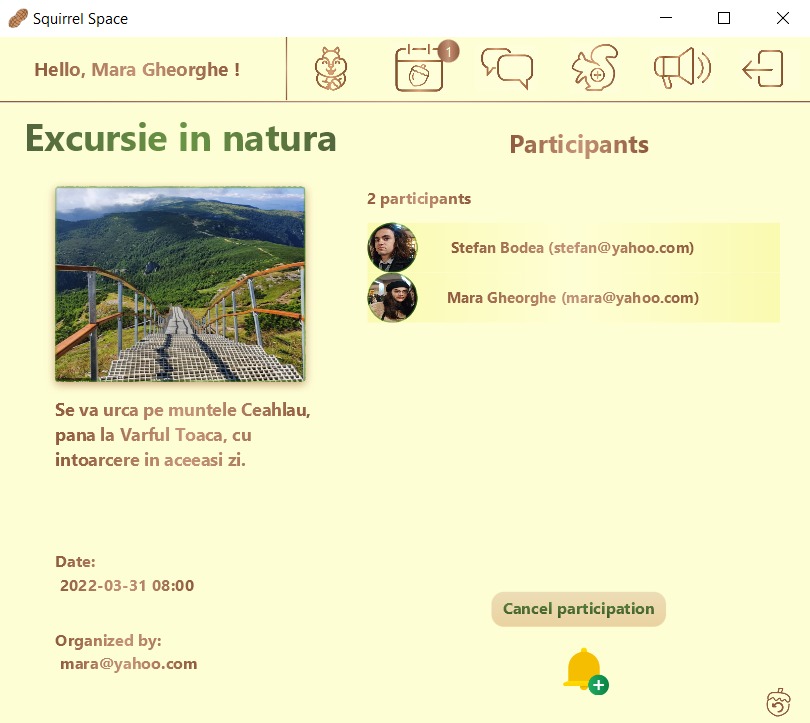 Squirrel Space
Hello, Mara Gheorghe !
1
Excursie in natura
Participants
2 participants
Stefan Bodea (stefan@yahoo.com)
Mara Gheorghe (mara@yahoo.com)
Se va urca pe muntele Ceahlau,
pana la Varful Toaca, cu
intoarcere in aceeasi zi.
Date:
2022-03-31 08:00
Organized by:
mara@yahoo.com
Cancel participation